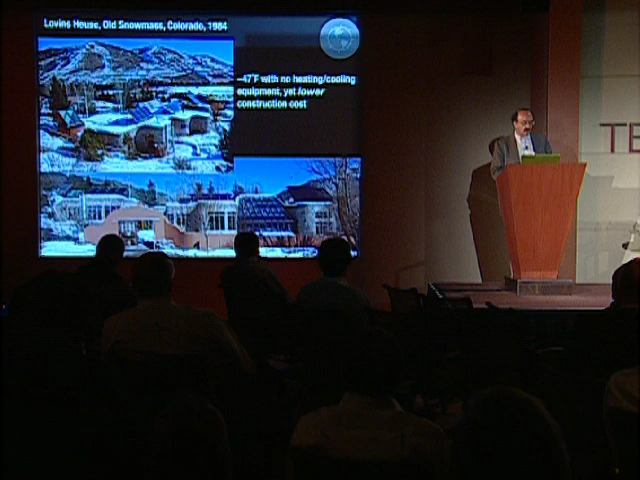 Lovins House, Old Snowmass, Colorado, 1984
–47°F with no heating/cooling
equipment, yet lower
construction cost
TE